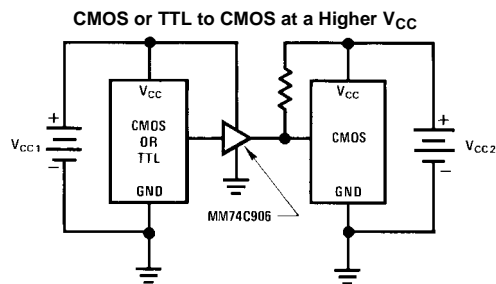 CMOS or TTL to CMOS at a Higher VCC
VCC
CMOS
OR
TTL
GND
VCC1
+
−
MM74C906
VCC
CMOS
GND
+
−
VCC2